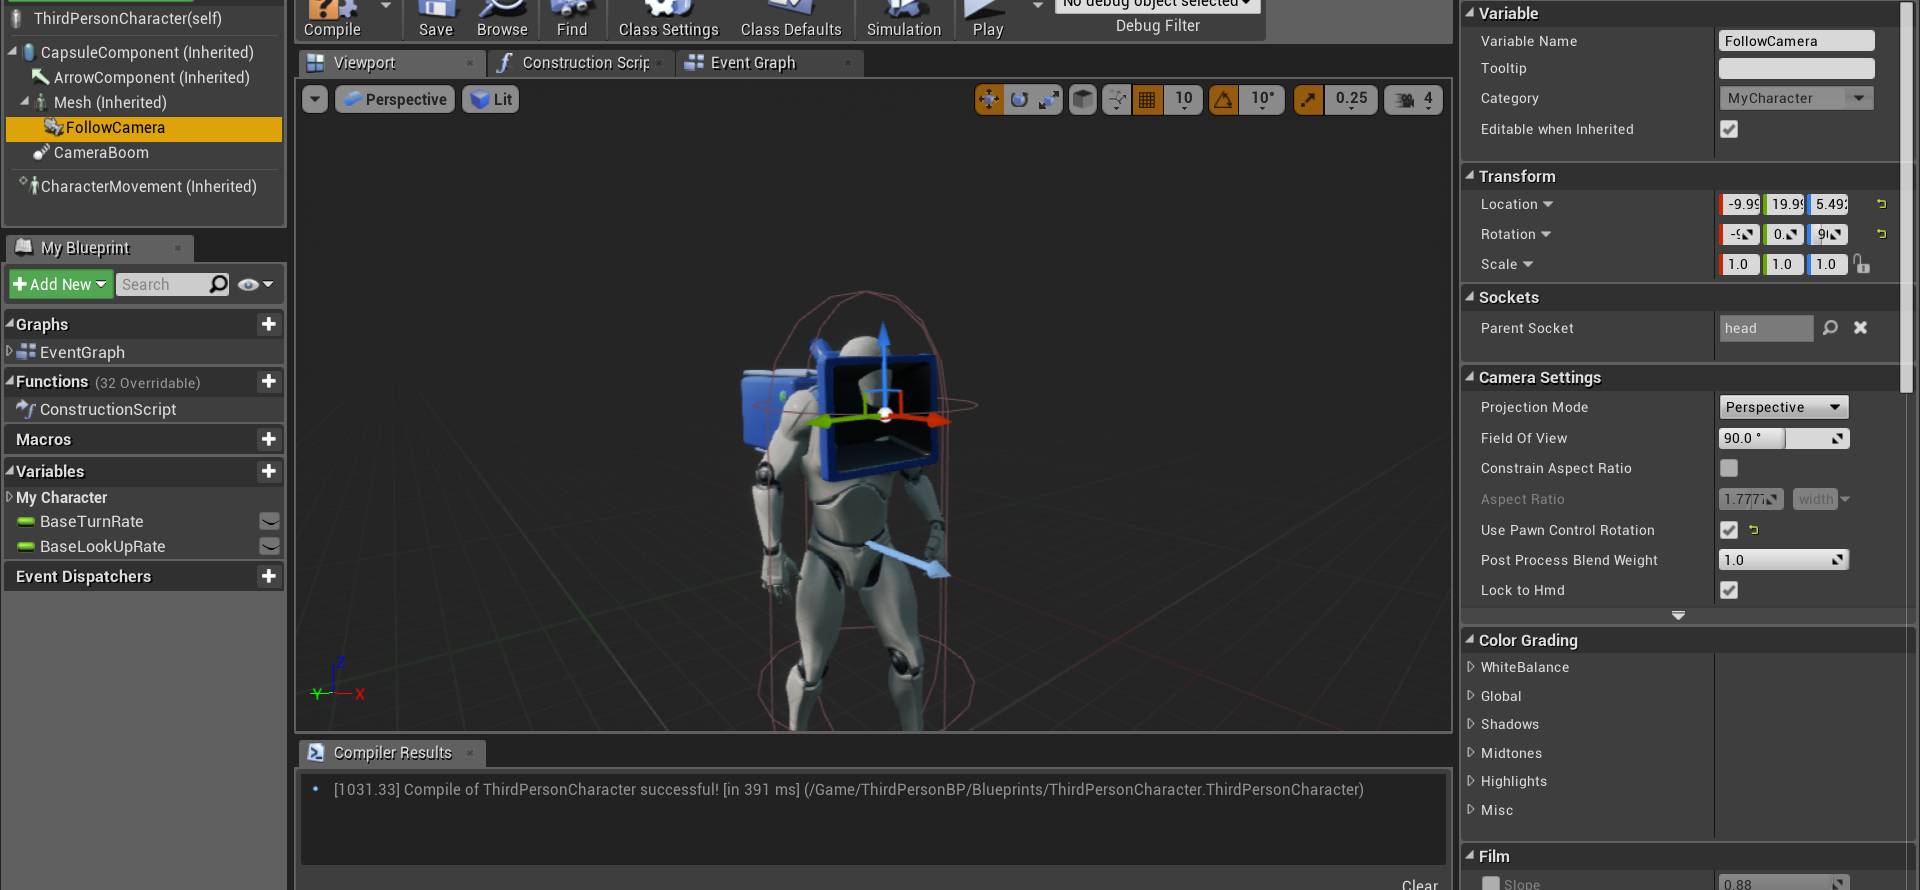 ThirdPersonCharacter(self)
CapsuleComponent (Inherited)
ArrowComponent (Inherited)
Mesh (Inherited)
FollowCamera
CameraBoom
CharacterMovement (Inherited)
My Blueprint
Add New
Search
Graphs
EventGraph
Functions (32 Overridable)
ConstructionScript
Macros
Variables
My Character
BaseTurnRate
BaseLookUpRate
Event Dispatchers
Compile
Save
Browse
Find
Class Settings
Class Defaults
Simulation
Play
No debug object selected
Debug Filter
Viewport
Construction Scrip
Event Graph
Perspective
Lit
10
10°
0.25
4
Z
Y
X
Compiler Results
[1031.33] Compile of ThirdPersonCharacter successful! [in 391 ms] (/Game/ThirdPersonBP/Blueprints/ThirdPersonCharacter.ThirdPersonCharacter)
Clear
Variable
Variable Name FollowCamera
Tooltip
Category MyCharacter
Editable when Inherited
Transform
Location -9.99 19.99 5.492
Rotation -9 0. 90
Scale 1.0 1.0 1.0
Sockets
Parent Socket head
Camera Settings
Projection Mode Perspective
Field Of View 90.0 °
Constrain Aspect Ratio
Aspect Ratio 1.7777 width
Use Pawn Control Rotation
Post Process Blend Weight 1.0
Lock to Hmd
Color Grading
WhiteBalance
Global
Shadows
Midtones
Highlights
Misc
Film
Slope 0.88